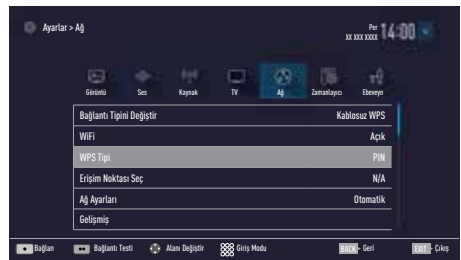 Ayarlar > Ağ
Per
XX XXX XXXX 14:00
Görüntü Ses Kaynak TV Ağ Zamanlayıcı Ebeveyn
Bağlantı Tipini Değiştir Kablosuz WPS
WiFi Açık
WPS Tipi PIN
Erişim Noktası Seç N/A
Ağ Ayarları Otomatik
Gelişmiş
Bağlan Bağlantı Testi Alanı Değiştir Giriş Modu BACK - Geri EXIT - Çıkış